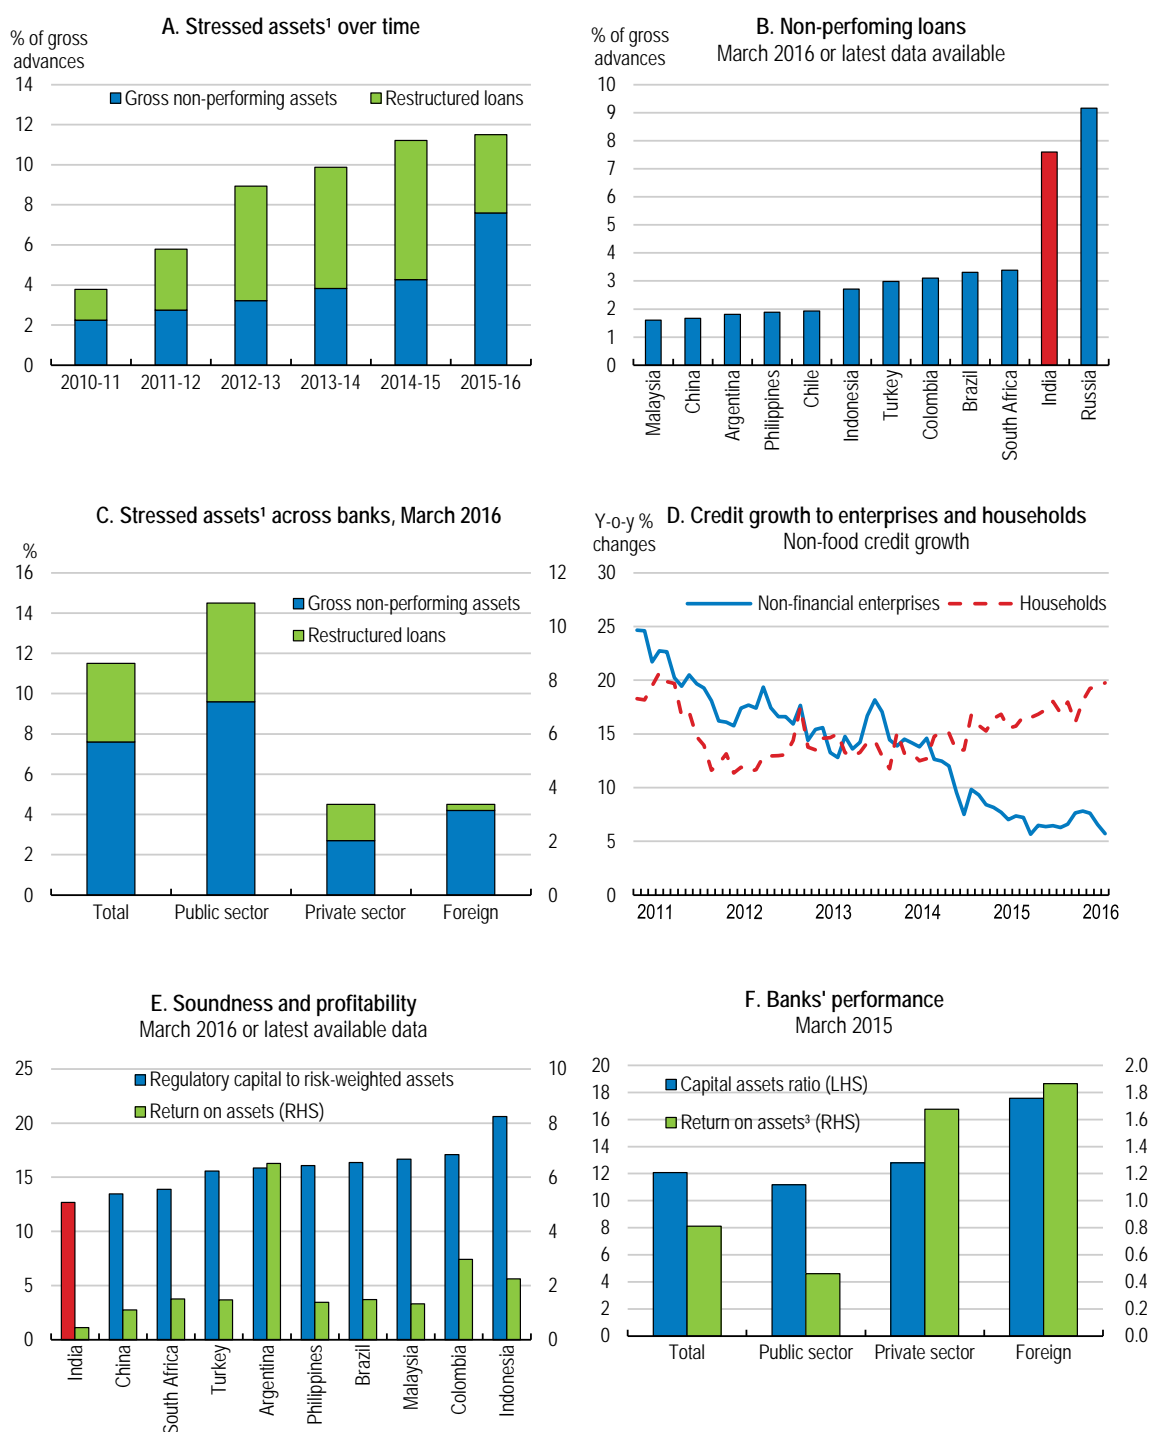 A. Stressed assets¹ over time
% of gross
advances
14
12
10
8
6
4
2
0
Gross non-performing assets
Restructured loans
2010-11 2011-12 2012-13 2013-14 2014-15 2015-16
B. Non-perfoming loans
March 2016 or latest data available
% of gross
advances
10
9
8
7
6
5
4
3
2
1
0
Malaysia
China
Argentina
Philippines
Chile
Indonesia
Turkey
Colombia
Brazil
South Africa
India
Russia
C. Stressed assets¹ across banks, March 2016
%
16
14
12
10
8
6
4
2
0
12
10
8
6
4
2
0
Gross non-performing assets
Restructured loans
Total Public sector Private sector Foreign
D. Credit growth to enterprises and households
Non-food credit growth
Y-o-y %
changes
30
25
20
15
10
5
0
Non-financial enterprises
Households
2011 2012 2013 2014 2015 2016
E. Soundness and profitability
March 2016 or latest available data
25
20
15
10
5
0
10
8
6
4
2
0
Regulatory capital to risk-weighted assets
Return on assets (RHS)
India
China
South Africa
Turkey
Argentina
Philippines
Brazil
Malaysia
Colombia
Indonesia
F. Banks' performance
March 2015
20
18
16
14
12
10
8
6
4
2
0
2.0
1.8
1.6
1.4
1.2
1.0
0.8
0.6
0.4
0.2
0.0
Capital assets ratio (LHS)
Return on assets³ (RHS)
Total Public sector Private sector Foreign